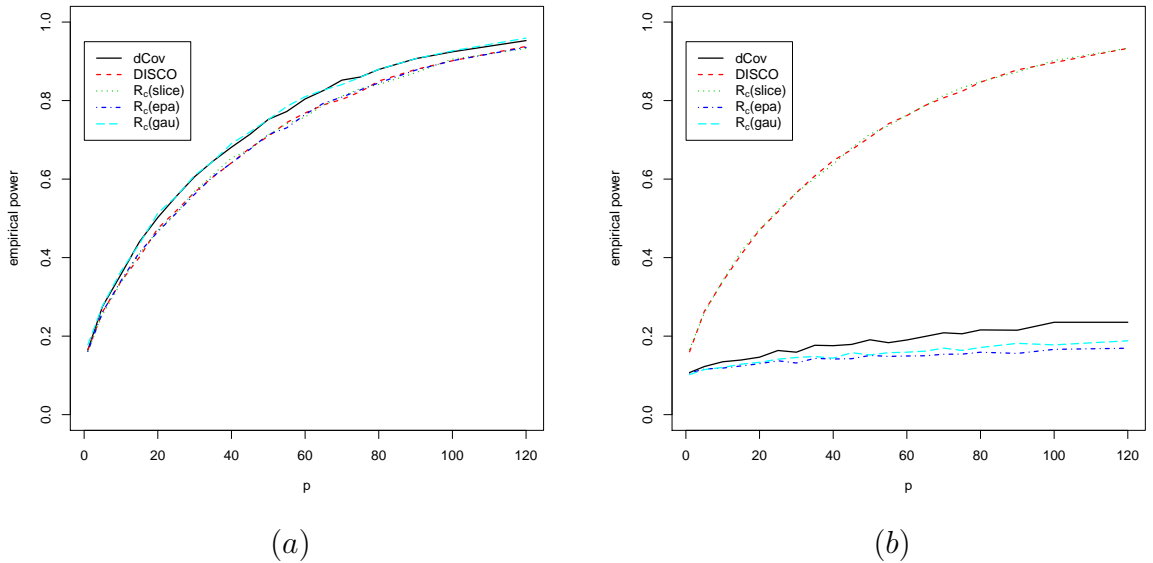 1.0
0.8
0.6
0.4
0.2
0.0
empirical power
dCov
DISCO
Rc(slice)
Rc(epa)
Rc(gau)
0 20 40 60 80 100 120
p
(a)
1.0
0.8
0.6
0.4
0.2
0.0
empirical power
dCov
DISCO
Rc(slice)
Rc(epa)
Rc(gau)
0 20 40 60 80 100 120
p
(b)